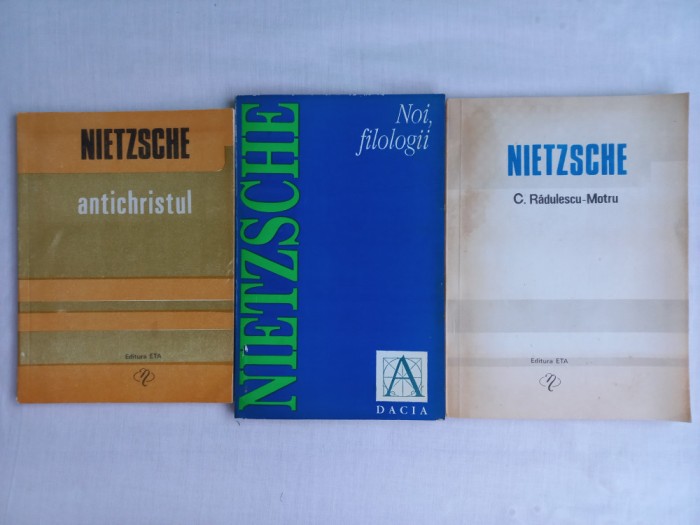 NIETZSCHE
antichristul
Editura ETA
NIETZSCHE
Noi,
filologii
A
DACIA
NIETZSCHE
C. Rădulescu-Motru
Editura ETA